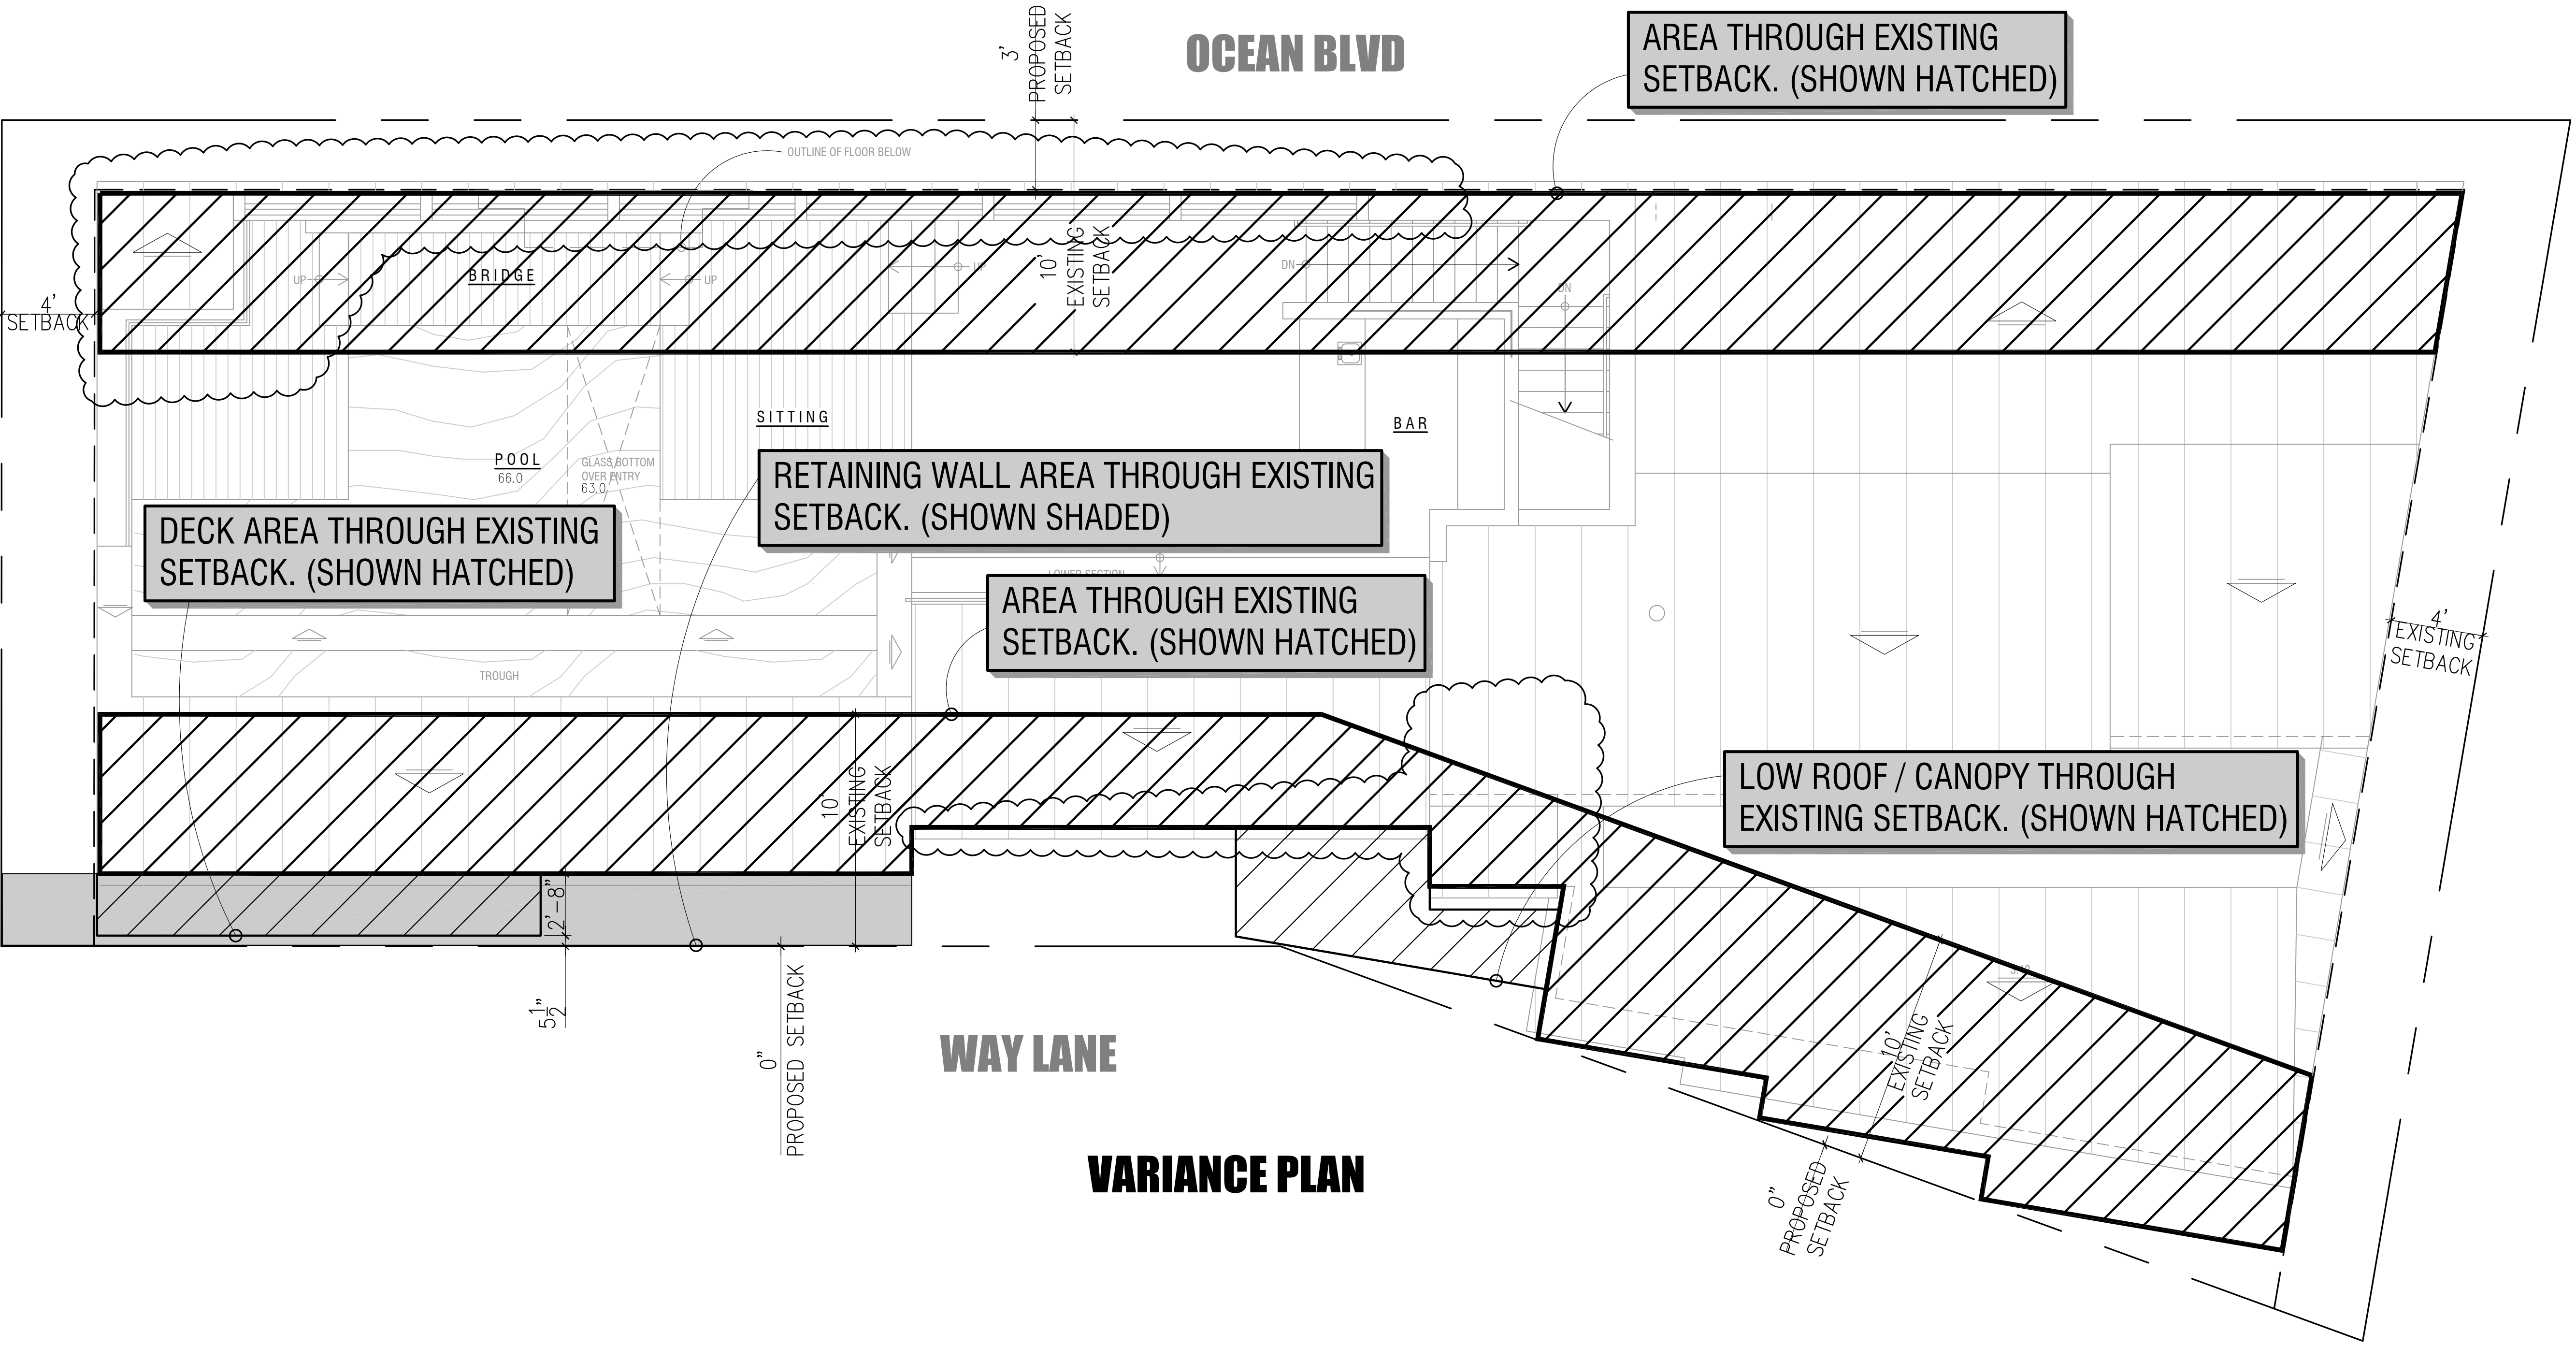 3'
PROPOSED
SETBACK
OCEAN BLVD
AREA THROUGH EXISTING
SETBACK. (SHOWN HATCHED)
OUTLINE OF FLOOR BELOW
UP
BRIDGE
UP
UP
10'
EXISTING
SETBACK
DN
DN
4'
SETBACK
SITTING
BAR
POOL
66.0
GLASS BOTTOM
OVER ENTRY
63.0
RETAINING WALL AREA THROUGH EXISTING
SETBACK. (SHOWN SHADED)
DECK AREA THROUGH EXISTING
SETBACK. (SHOWN HATCHED)
LOWER SECTION
AREA THROUGH EXISTING
SETBACK. (SHOWN HATCHED)
4'
EXISTING
SETBACK
TROUGH
10'
EXISTING
SETBACK
LOW ROOF / CANOPY THROUGH
EXISTING SETBACK. (SHOWN HATCHED)
2'-8"
5 1/2"
0"
PROPOSED SETBACK
WAY LANE
10'
EXISTING
SETBACK
0"
PROPOSED
SETBACK
VARIANCE PLAN